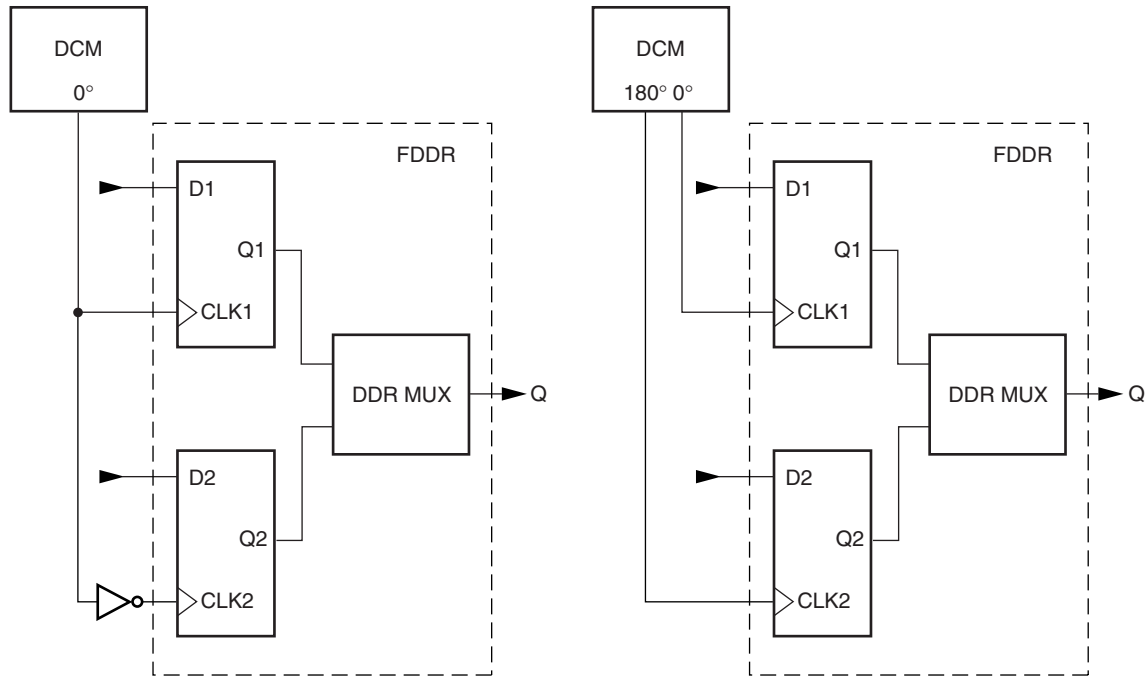 DCM
0°
FDDR
D1
Q1
CLK1
DDR MUX
Q
D2
Q2
CLK2
DCM
180° 0°
FDDR
D1
Q1
CLK1
DDR MUX
Q
D2
Q2
CLK2